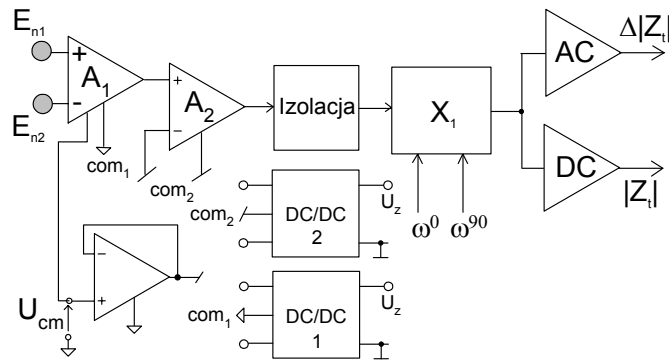 E_n1
E_n2
+
-
A_1
com_1
+
-
A_2
com_2
Izolacja
X_1
ω^0
ω^90
AC
Δ|Z_t|
DC
|Z_t|
com_2
DC/DC
2
U_z
-
+
U_cm
com_1
DC/DC
1
U_z